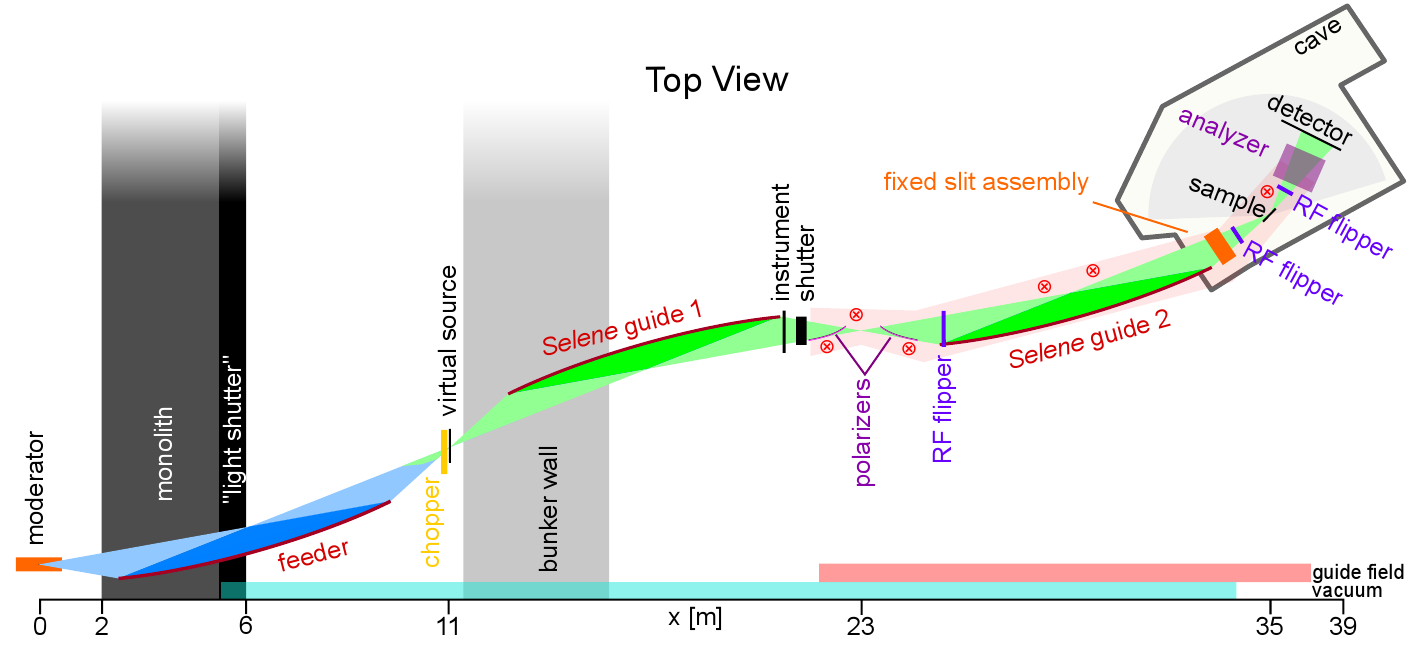 Top View
cave
detector
analyzer
sample
RF flipper
RF flipper
fixed slit assembly
instrument
shutter
virtual source
Selene guide 1
Selene guide 2
polarizers
RF flipper
"light shutter"
monolith
moderator
feeder
chopper
bunker wall
guide field
vacuum
x [m]
0 2 6 11 23 35 39